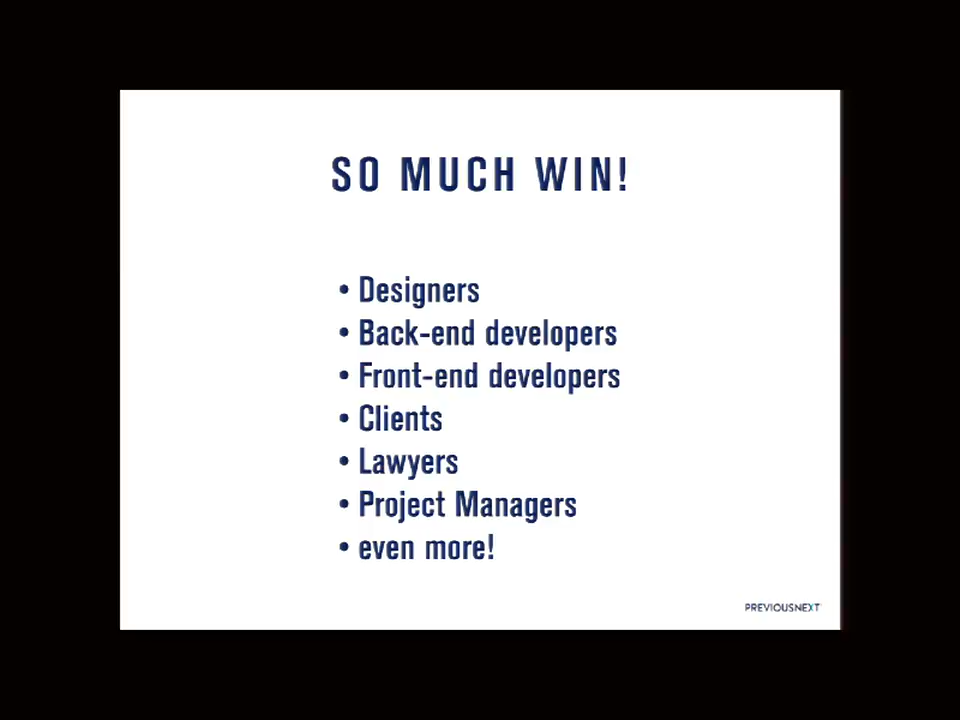 SO MUCH WIN!
• Designers
• Back-end developers
• Front-end developers
• Clients
• Lawyers
• Project Managers
• even more!
PREVIOUSNEXT